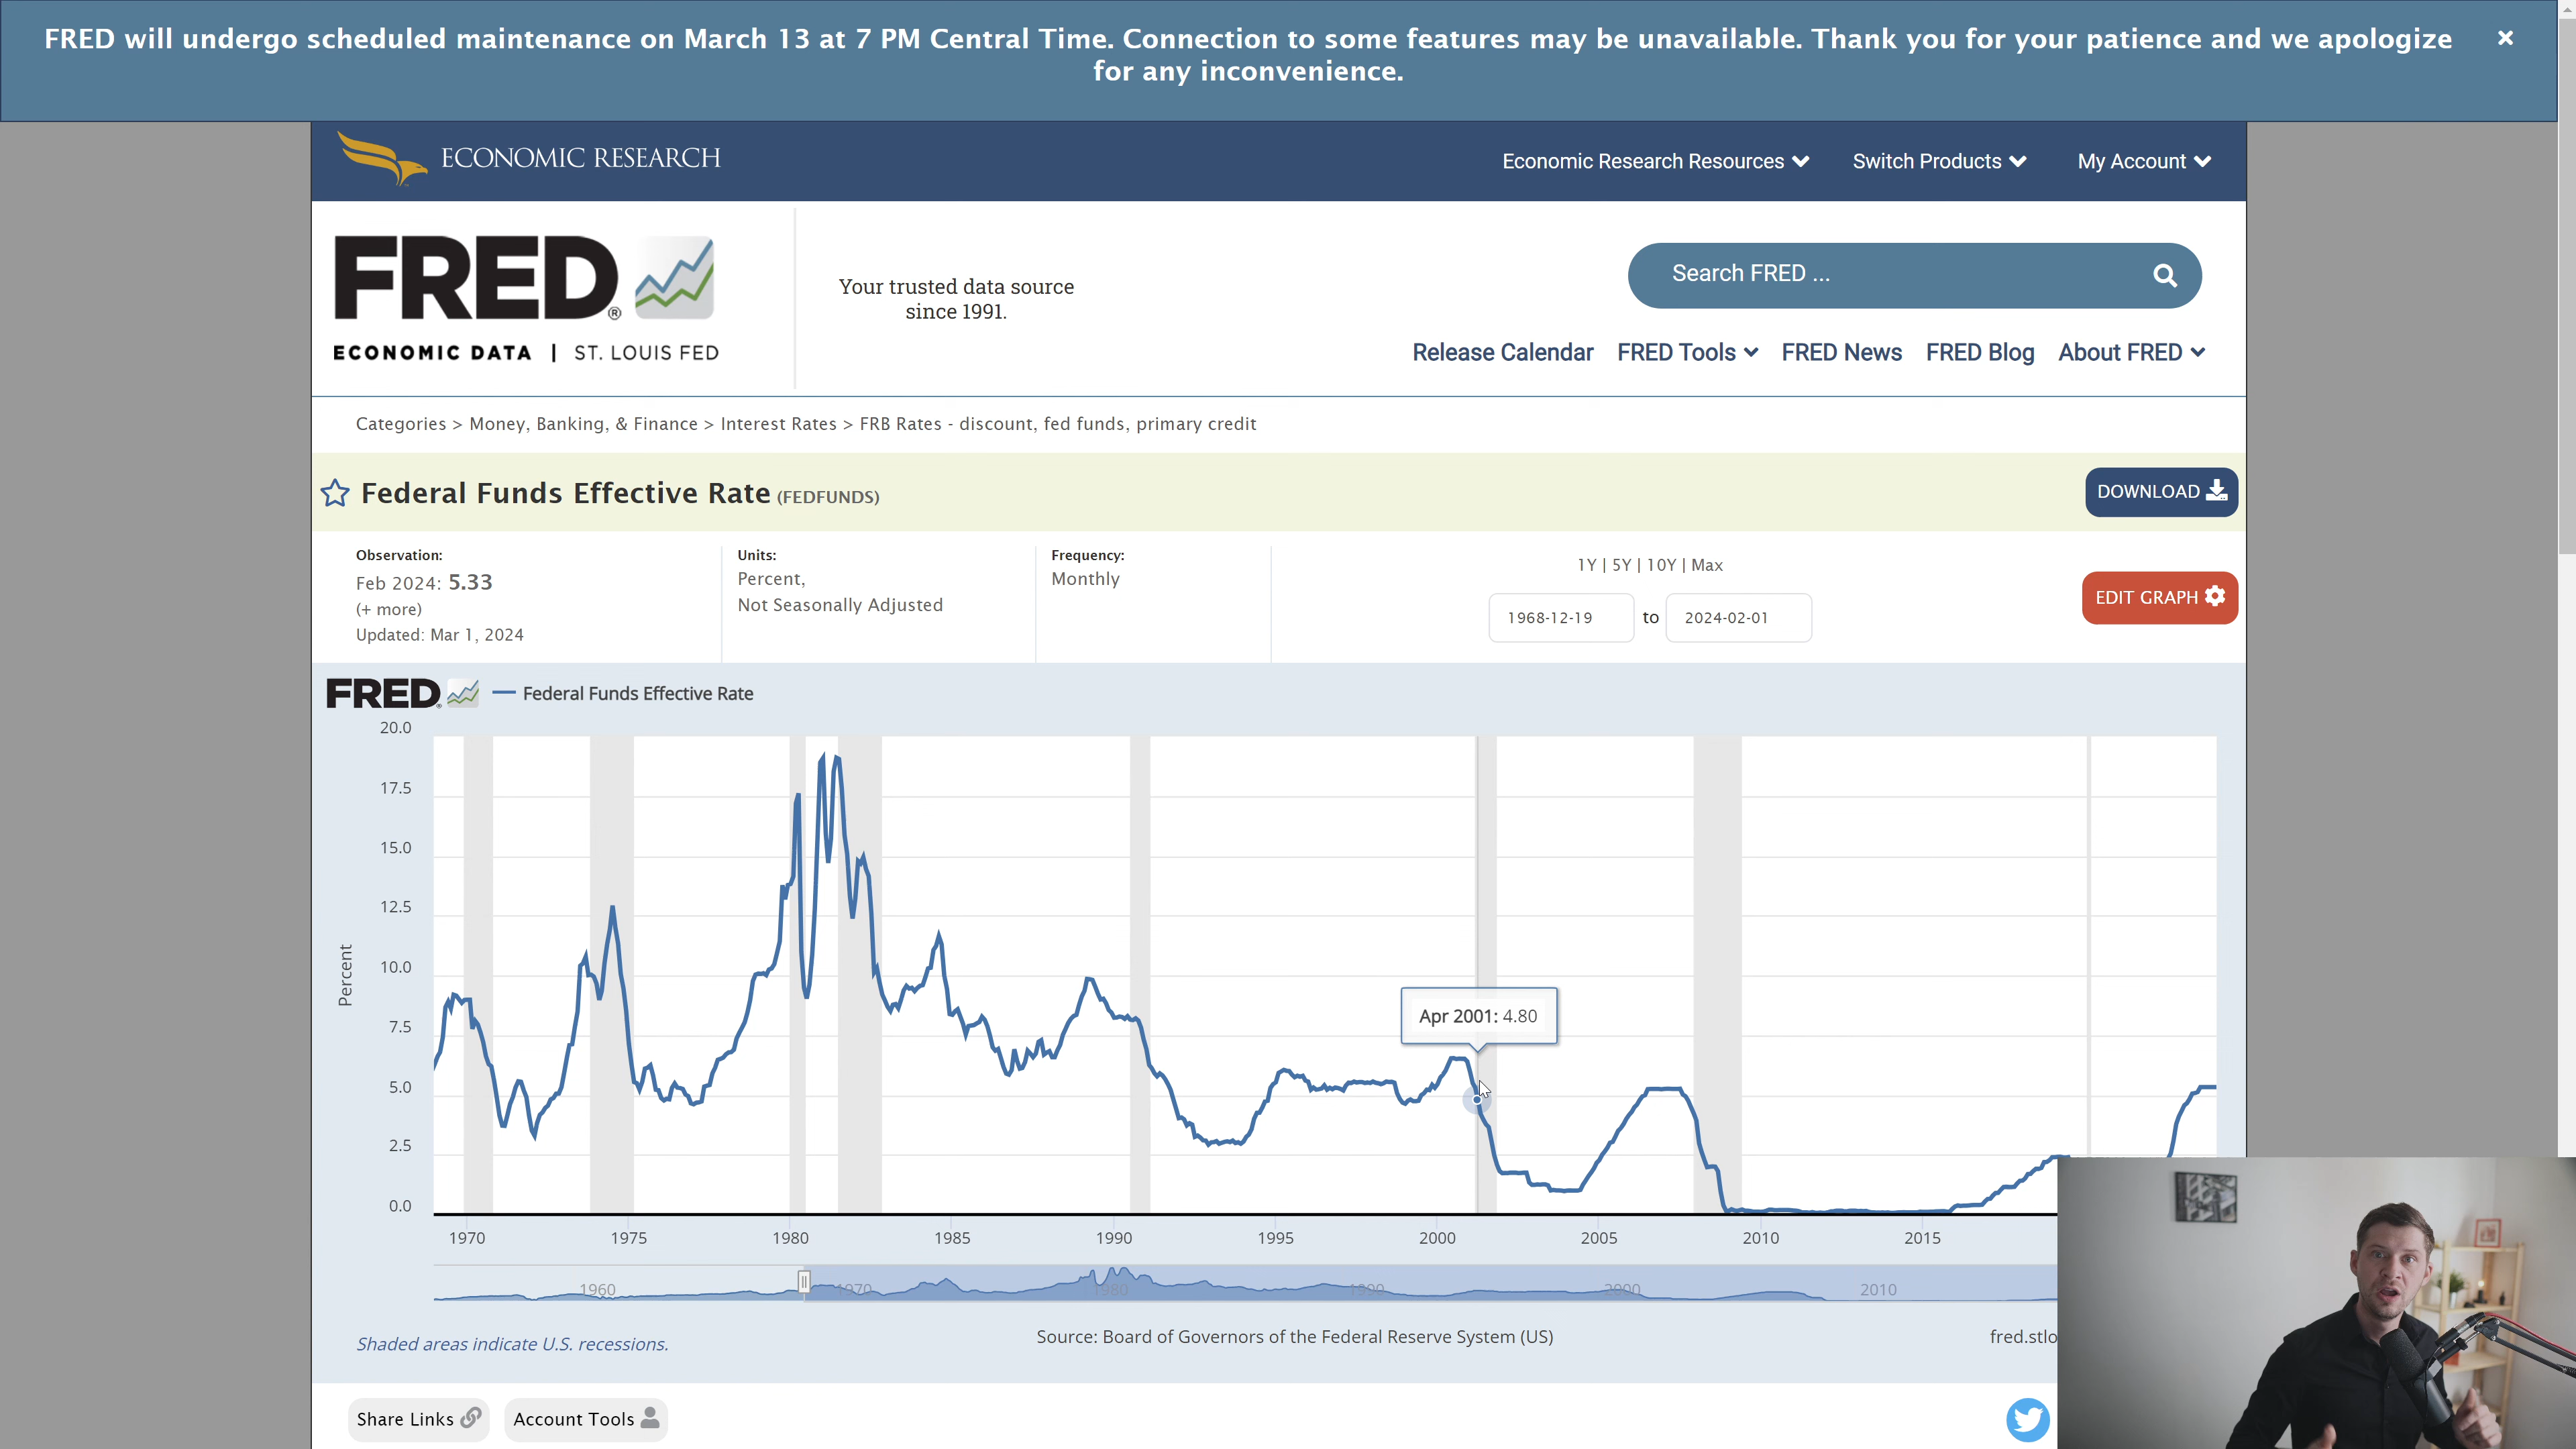 FRED will undergo scheduled maintenance on March 13 at 7 PM Central Time. Connection to some features may be unavailable. Thank you for your patience and we apologize
for any inconvenience.
ECONOMIC RESEARCH
Economic Research Resources
Switch Products
My Account
FRED®
ECONOMIC DATA | ST. LOUIS FED
Your trusted data source
since 1991.
Search FRED ...
Release Calendar
FRED Tools
FRED News
FRED Blog
About FRED
Categories > Money, Banking, & Finance > Interest Rates > FRB Rates - discount, fed funds, primary credit
Federal Funds Effective Rate (FEDFUNDS)
DOWNLOAD
Observation:
Feb 2024: 5.33
(+ more)
Updated: Mar 1, 2024
Units:
Percent,
Not Seasonally Adjusted
Frequency:
Monthly
1Y | 5Y | 10Y | Max
1968-12-19 to 2024-02-01
EDIT GRAPH
FRED
Federal Funds Effective Rate
20.0
17.5
15.0
12.5
10.0
7.5
5.0
2.5
0.0
Percent
Apr 2001: 4.80
1970 1975 1980 1985 1990 1995 2000 2005 2010 2015
1960 1970 1980 1990 2000 2010
Shaded areas indicate U.S. recessions.
Source: Board of Governors of the Federal Reserve System (US)
fred.stlo
Share Links
Account Tools